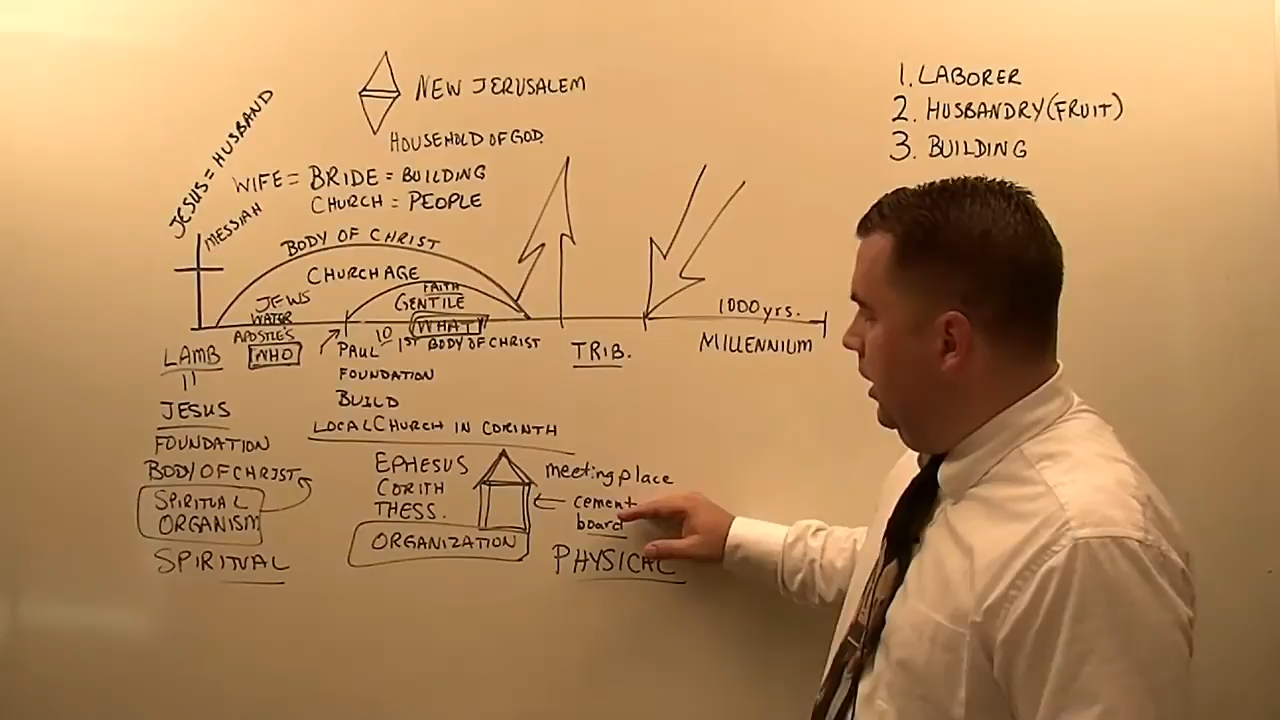 NEW JERUSALEM
HOUSEHOLD OF GOD
JESUS = HUSBAND
MESSIAH
WIFE = BRIDE = BUILDING
CHURCH = PEOPLE
BODY OF CHRIST
CHURCH AGE
JEWS
WATER
APOSTLE'S
WHO
FAITH
GENTILE
WHAT
PAUL 10 1ST BODY OF CHRIST
FOUNDATION
BUILD
LOCAL CHURCH IN CORINTH
TRIB.
1000 yrs.
MILLENNIUM
1. LABORER
2. HUSBANDRY (FRUIT)
3. BUILDING
LAMB
JESUS
FOUNDATION
BODY OF CHRIST
SPIRITUAL
ORGANISM
SPIRITUAL
EPHESUS
CORITH
THESS.
ORGANIZATION
meeting place
cement
board
PHYSICAL